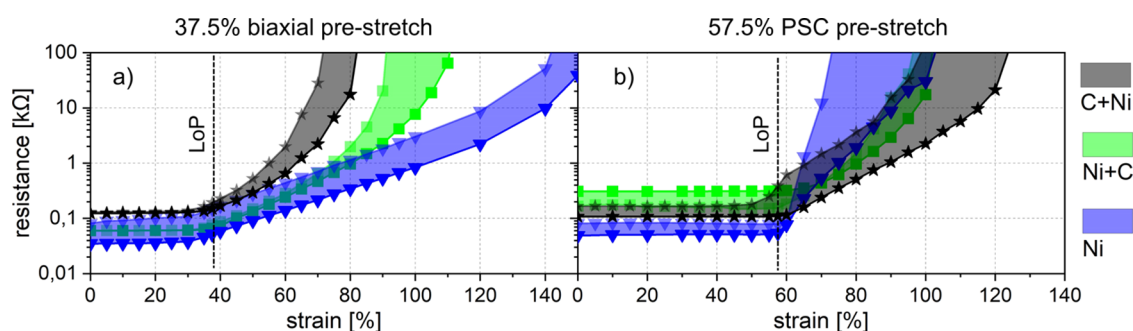 37.5% biaxial pre-stretch
57.5% PSC pre-stretch
a)
b)
LoP
LoP
resistance [kΩ]
100
10
1
0,1
0,01
0 20 40 60 80 100 120 140
0 20 40 60 80 100 120 140
strain [%]
strain [%]
C+Ni
Ni+C
Ni